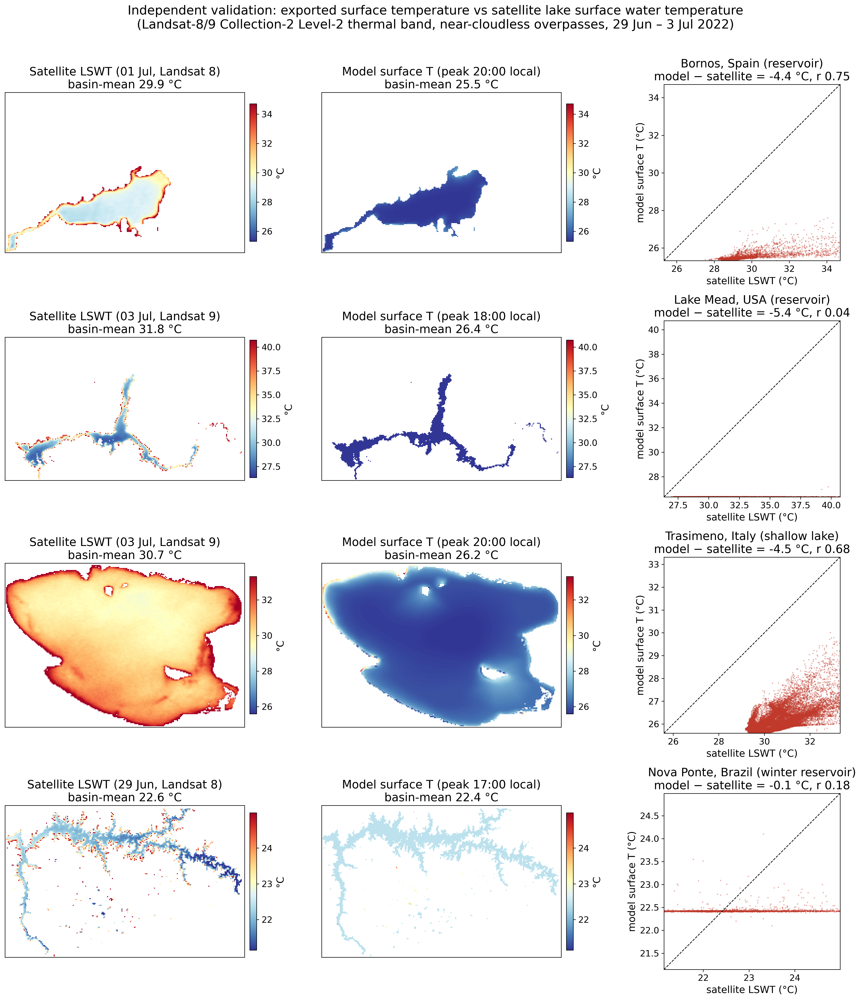 Independent validation: exported surface temperature vs satellite lake surface water temperature
(Landsat-8/9 Collection-2 Level-2 thermal band, near-cloudless overpasses, 29 Jun – 3 Jul 2022)
Satellite LSWT (01 Jul, Landsat 8)
basin-mean 29.9 °C
34
32
30
28
26
°C
Model surface T (peak 20:00 local)
basin-mean 25.5 °C
34
32
30
28
26
°C
Bornos, Spain (reservoir)
model − satellite = -4.4 °C, r 0.75
34
32
30
28
26
model surface T (°C)
26 28 30 32 34
satellite LSWT (°C)
Satellite LSWT (03 Jul, Landsat 9)
basin-mean 31.8 °C
40.0
37.5
35.0
32.5
30.0
27.5
°C
Model surface T (peak 18:00 local)
basin-mean 26.4 °C
40.0
37.5
35.0
32.5
30.0
27.5
°C
Lake Mead, USA (reservoir)
model − satellite = -5.4 °C, r 0.04
40
38
36
34
32
30
28
model surface T (°C)
27.5 30.0 32.5 35.0 37.5 40.0
satellite LSWT (°C)
Satellite LSWT (03 Jul, Landsat 9)
basin-mean 30.7 °C
32
30
28
26
°C
Model surface T (peak 20:00 local)
basin-mean 26.2 °C
32
30
28
26
°C
Trasimeno, Italy (shallow lake)
model − satellite = -4.5 °C, r 0.68
33
32
31
30
29
28
27
26
model surface T (°C)
26 28 30 32
satellite LSWT (°C)
Satellite LSWT (29 Jun, Landsat 8)
basin-mean 22.6 °C
24
23
22
°C
Model surface T (peak 17:00 local)
basin-mean 22.4 °C
24
23
22
°C
Nova Ponte, Brazil (winter reservoir)
model − satellite = -0.1 °C, r 0.18
24.5
24.0
23.5
23.0
22.5
22.0
21.5
model surface T (°C)
22 23 24
satellite LSWT (°C)